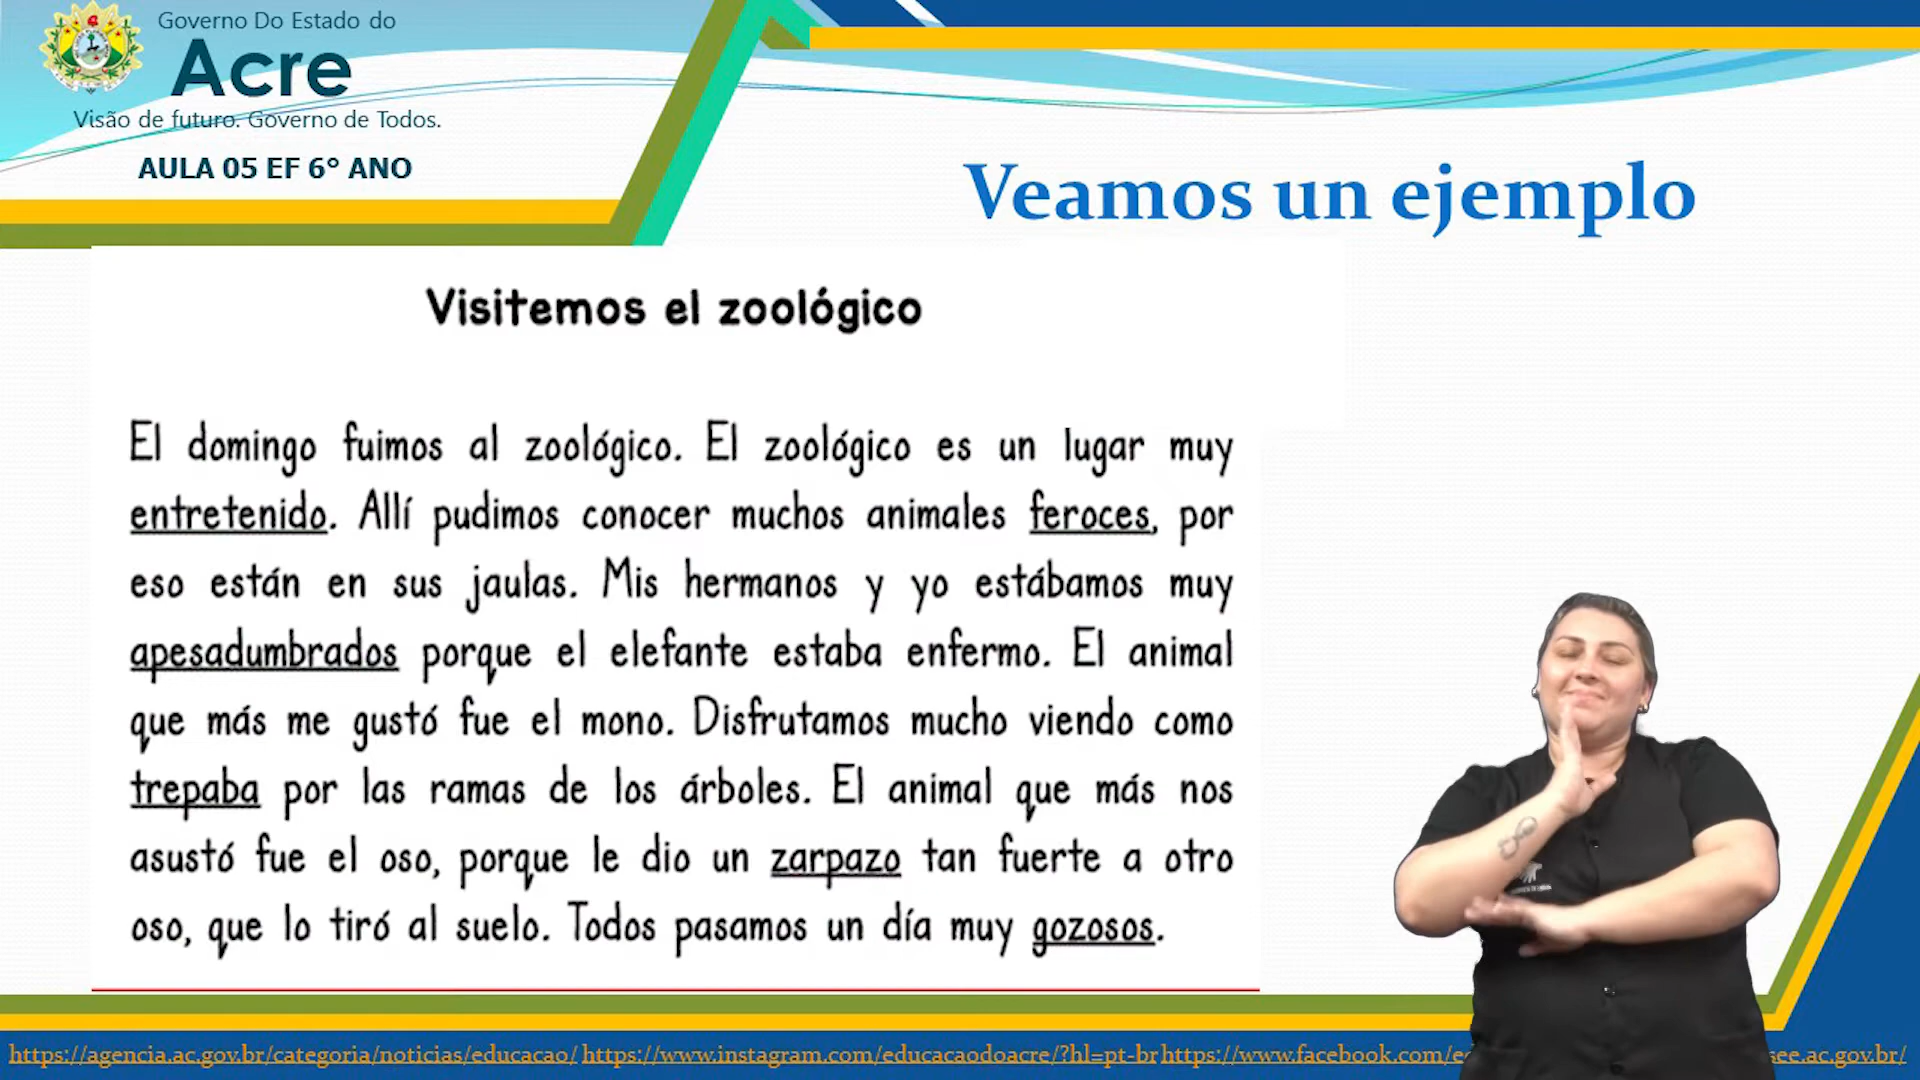 Governo Do Estado do
Acre
Visão de futuro. Governo de Todos.
AULA 05 EF 6° ANO
Veamos un ejemplo
Visitemos el zoológico
El domingo fuimos al zoológico. El zoológico es un lugar muy
entretenido. Allí pudimos conocer muchos animales feroces, por
eso están en sus jaulas. Mis hermanos y yo estábamos muy
apesadumbrados porque el elefante estaba enfermo. El animal
que más me gustó fue el mono. Disfrutamos mucho viendo como
trepaba por las ramas de los árboles. El animal que más nos
asustó fue el oso, porque le dio un zarpazo tan fuerte a otro
oso, que lo tiró al suelo. Todos pasamos un día muy gozosos.
https://agencia.ac.gov.br/categoria/noticias/educacao/ https://www.instagram.com/educacaodoacre/?hl=pt-br https://www.facebook.com/e see.ac.gov.br/